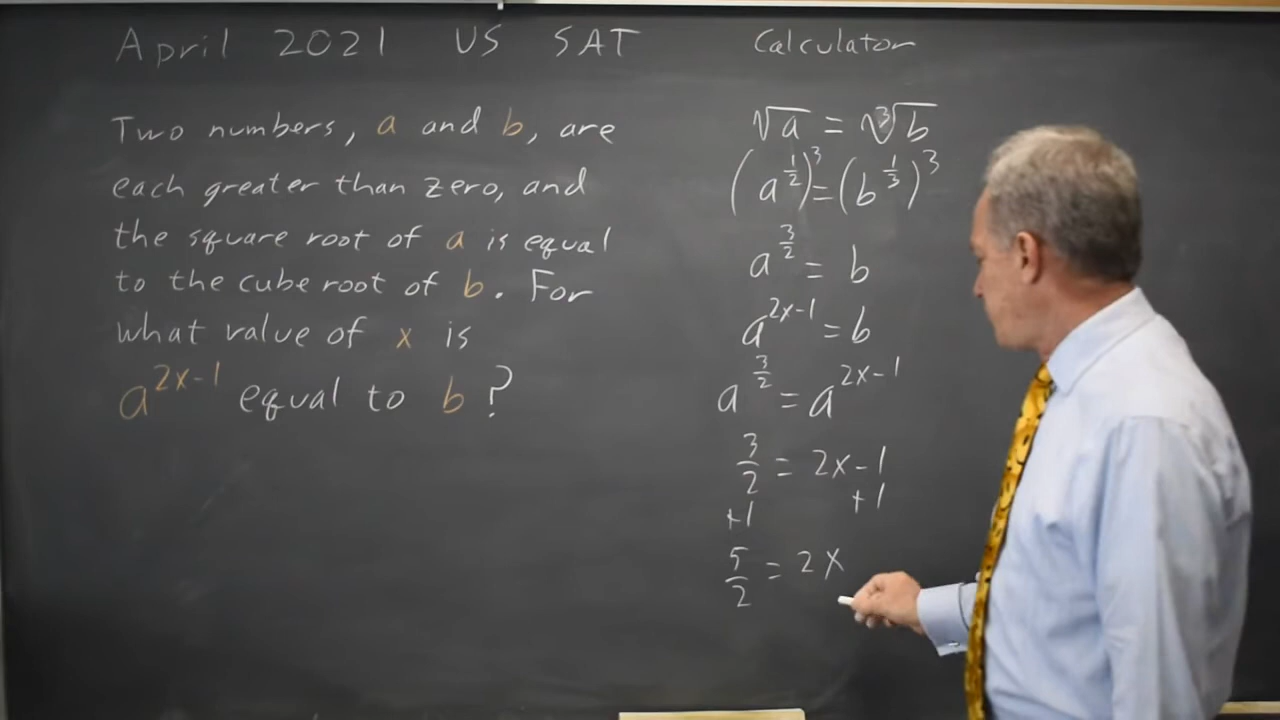 April 2021 US SAT
Two numbers, a and b, are
each greater than zero, and
the square root of a is equal
to the cube root of b. For
what value of x is
a^{2x-1} equal to b?
Calculator
√a = ∛b
(a^{1/2})^3 = (b^{1/3})^3
a^{3/2} = b
a^{2x-1} = b
a^{3/2} = a^{2x-1}
3/2 = 2x-1
+1 +1
5/2 = 2x